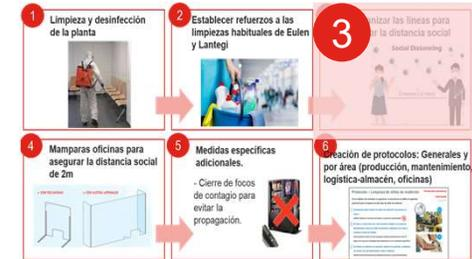 1
Limpieza y desinfección
de la planta
2
Establecer refuerzos a las
limpiezas habituales de Eulen
y Lantegi
3
nizar las líneas para
r la distancia social
Social Distancing
4
Mamparas oficinas para
asegurar la distancia social
de 2m
5
Medidas específicas
adicionales.
- Cierre de focos
de contagio para
evitar la
propagación.
6
Creación de protocolos: Generales y
por área (producción, mantenimiento,
logística-almacén, oficinas)